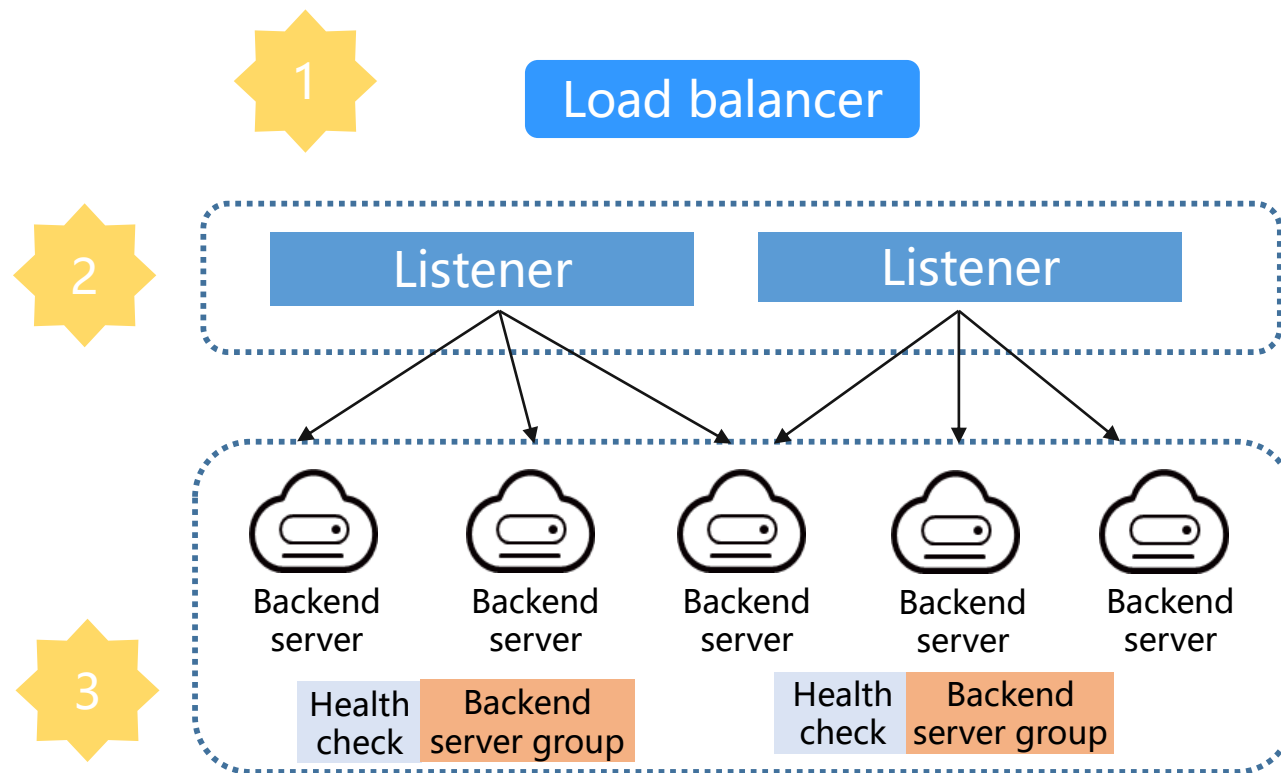 1
Load balancer
2
Listener
Listener
Backend
server
Backend
server
Backend
server
Backend
server
Backend
server
3
Health
check
Backend
server group
Health
check
Backend
server group